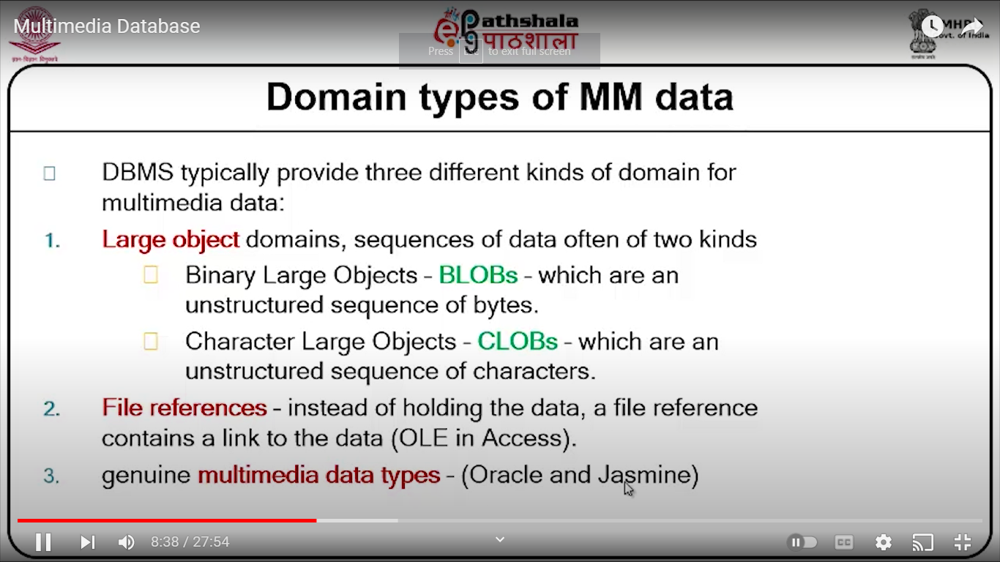 Multimedia Database
Pathshala
पाठशाला
MHRD
Govt. of India
Press Esc to exit full screen
Domain types of MM data
DBMS typically provide three different kinds of domain for
multimedia data:
1. Large object domains, sequences of data often of two kinds
Binary Large Objects - BLOBs - which are an
unstructured sequence of bytes.
Character Large Objects - CLOBs - which are an
unstructured sequence of characters.
2. File references - instead of holding the data, a file reference
contains a link to the data (OLE in Access).
3. genuine multimedia data types - (Oracle and Jasmine)
8:38 / 27:54
CC